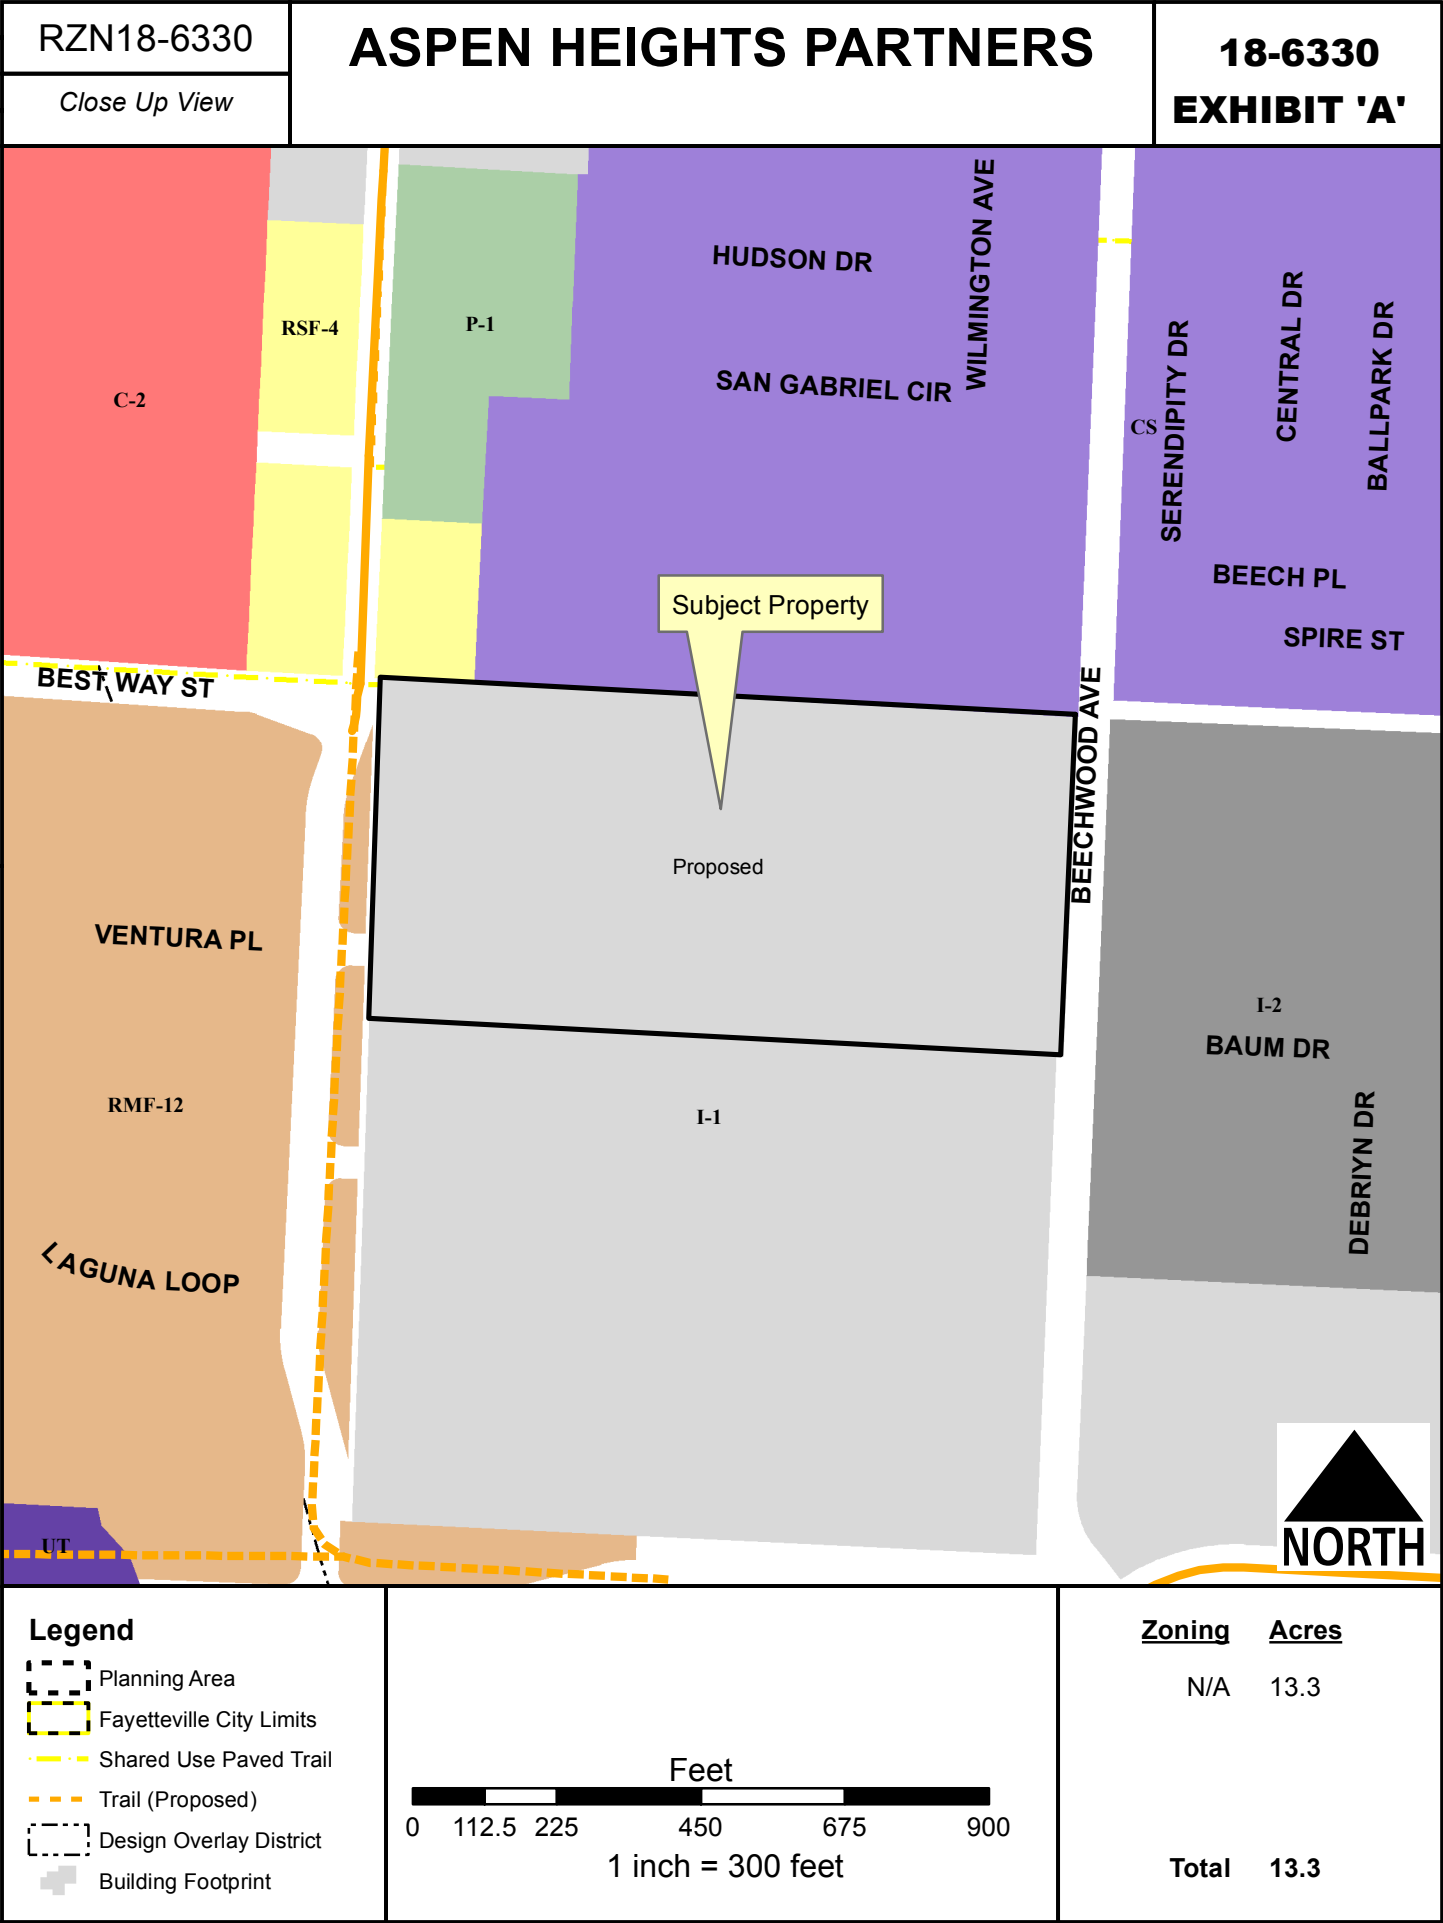 RZN18-6330
Close Up View
ASPEN HEIGHTS PARTNERS
18-6330
EXHIBIT 'A'
HUDSON DR
WILMINGTON AVE
RSF-4
P-1
SAN GABRIEL CIR
C-2
CS
SERENDIPITY DR
CENTRAL DR
BALLPARK DR
BEECH PL
Subject Property
SPIRE ST
BEST WAY ST
BEECHWOOD AVE
Proposed
VENTURA PL
I-2
BAUM DR
RMF-12
I-1
DEBRIYN DR
LAGUNA LOOP
UT
NORTH
Legend
Planning Area
Fayetteville City Limits
Shared Use Paved Trail
Trail (Proposed)
Design Overlay District
Building Footprint
Feet
0 112.5 225 450 675 900
1 inch = 300 feet
Zoning Acres
N/A 13.3
Total 13.3